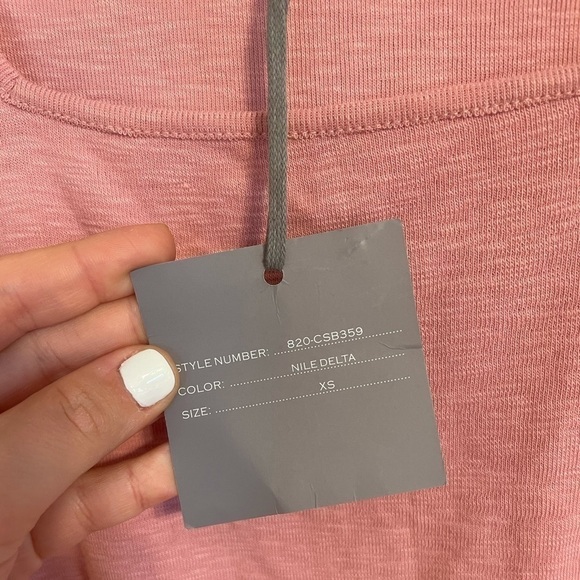 STYLE NUMBER: 820-CSB359
COLOR: NILE DELTA
SIZE: XS